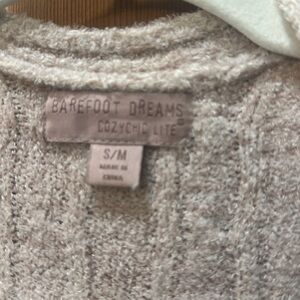 BAREFOOT DREAMS
COZYCHIC LITE
S/M
MADE IN
CHINA